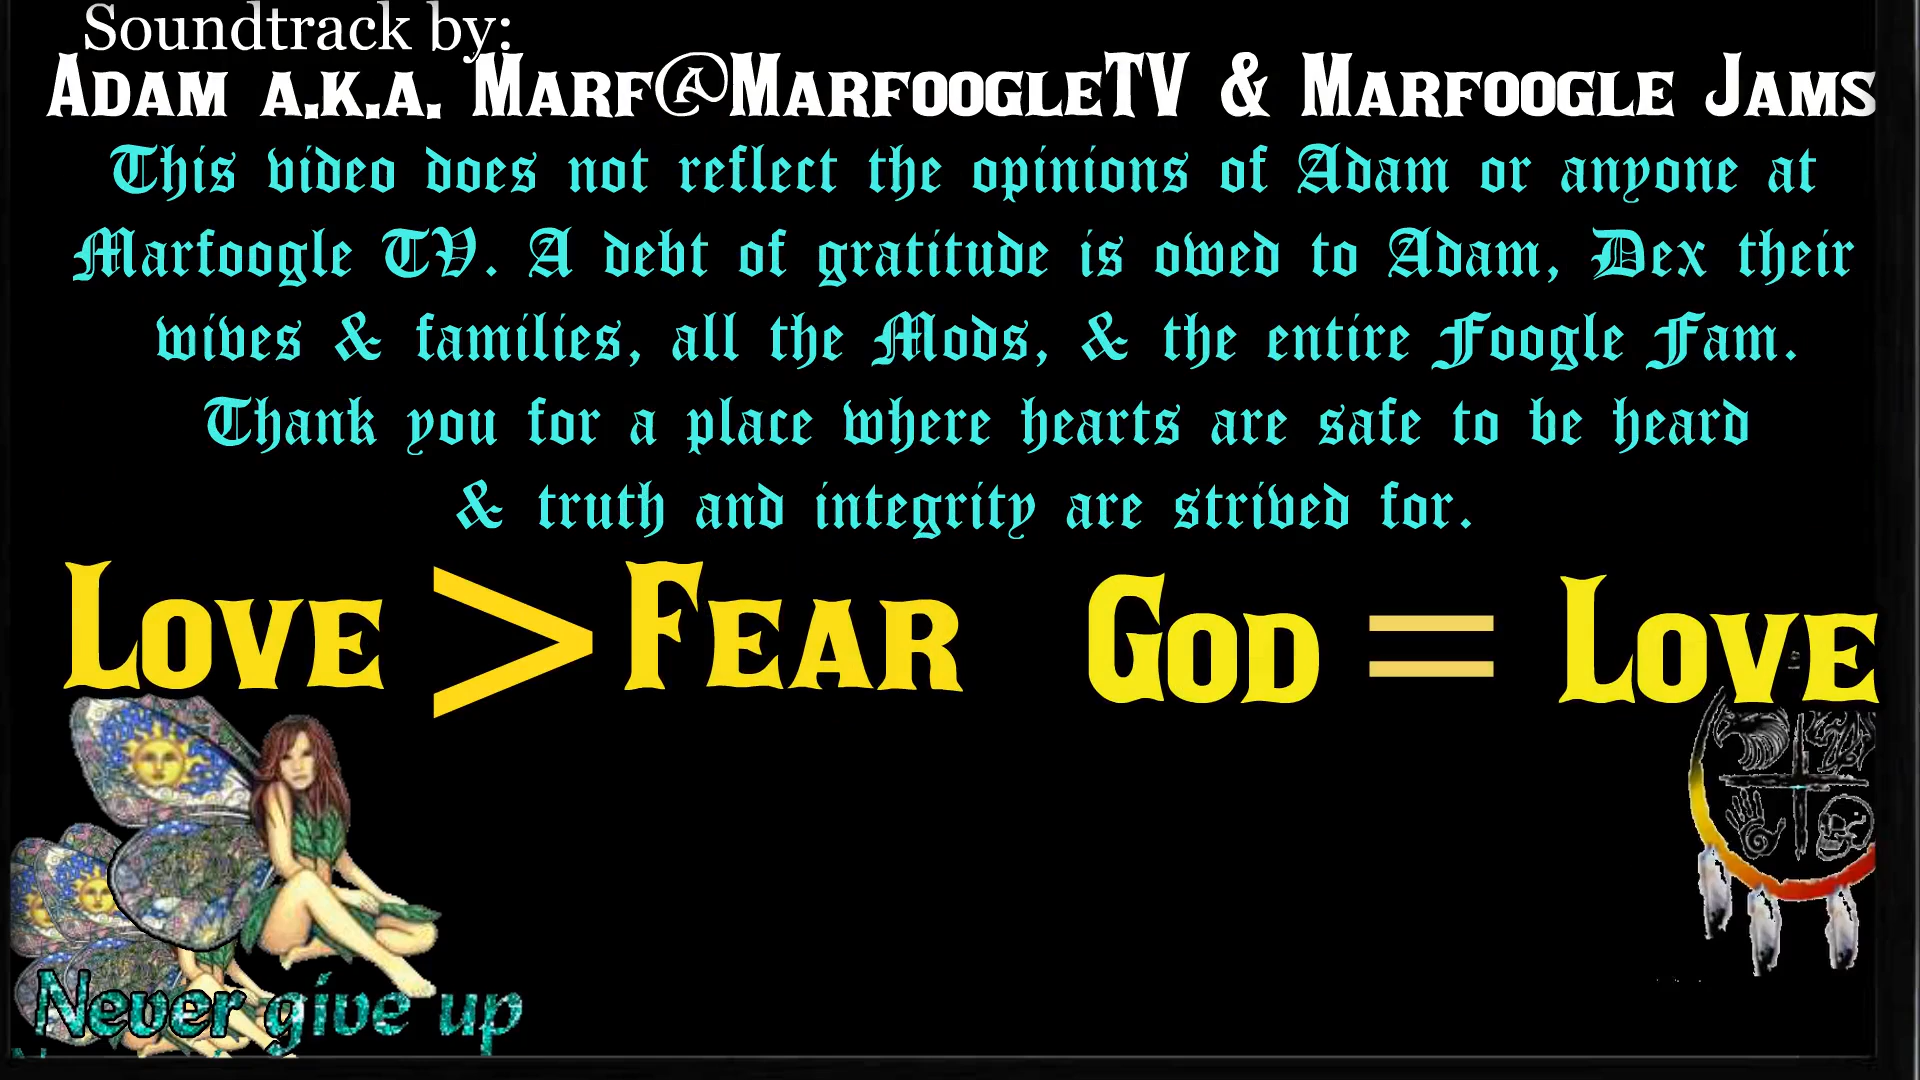 Soundtrack by:
Adam a.k.a. Marf@MarfoogleTV & Marfoogle Jams
This video does not reflect the opinions of Adam or anyone at
Marfoogle TV. A debt of gratitude is owed to Adam, Dex their
wives & families, all the Mods, & the entire Foogle Fam.
Thank you for a place where hearts are safe to be heard
& truth and integrity are strived for.
Love > Fear God = Love
Never give up